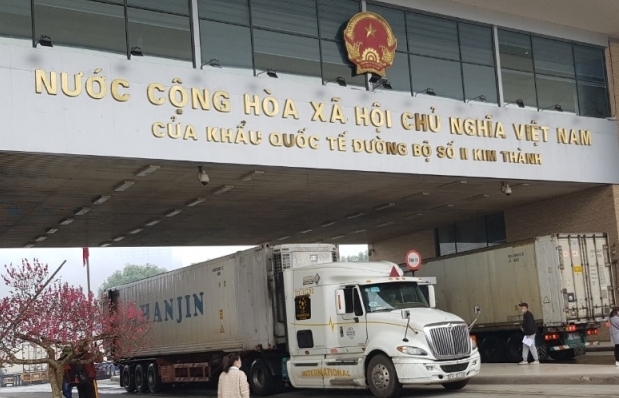 NƯỚC CỘNG HÒA XÃ HỘI CHỦ NGHĨA VIỆT NAM
CỬA KHẨU QUỐC TẾ ĐƯỜNG BỘ SỐ II KIM THÀNH
HANJIN
INTERNATIONAL